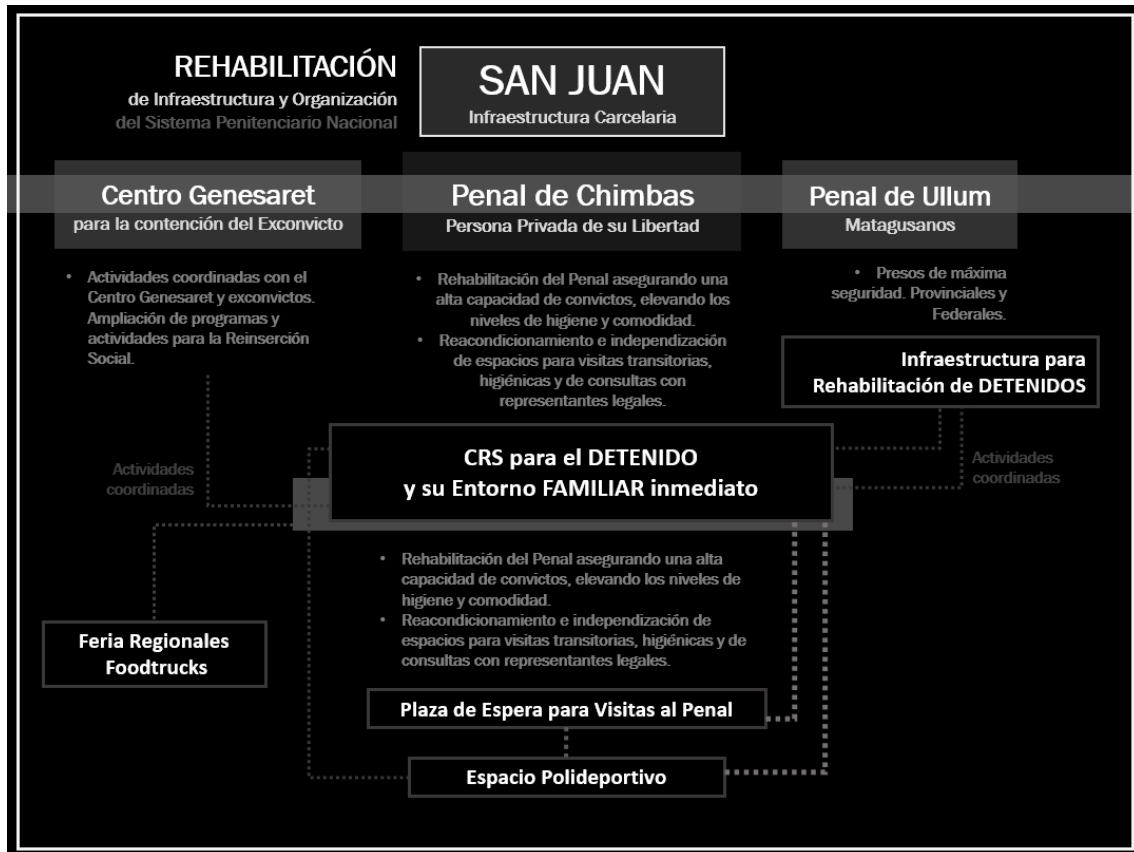 REHABILITACIÓN
de Infraestructura y Organización
del Sistema Penitenciario Nacional
SAN JUAN
Infraestructura Carcelaria
Centro Genesaret
para la contención del Exconvicto
Penal de Chimbas
Persona Privada de su Libertad
Penal de Ullum
Matagusanos
• Actividades coordinadas con el
Centro Genesaret y exconvictos.
Ampliación de programas y
actividades para la Reinserción
Social.
• Rehabilitación del Penal asegurando una
alta capacidad de convictos, elevando los
niveles de higiene y comodidad.
• Reacondicionamiento e independización
de espacios para visitas transitorias,
higiénicas y de consultas con
representantes legales.
• Presos de máxima
seguridad. Provinciales y
Federales.
Infraestructura para
Rehabilitación de DETENIDOS
Actividades
coordinadas
CRS para el DETENIDO
y su Entorno FAMILIAR inmediato
Actividades
coordinadas
• Rehabilitación del Penal asegurando una alta
capacidad de convictos, elevando los niveles de
higiene y comodidad.
• Reacondicionamiento e independización de
espacios para visitas transitorias, higiénicas y de
consultas con representantes legales.
Feria Regionales
Foodtrucks
Plaza de Espera para Visitas al Penal
Espacio Polideportivo